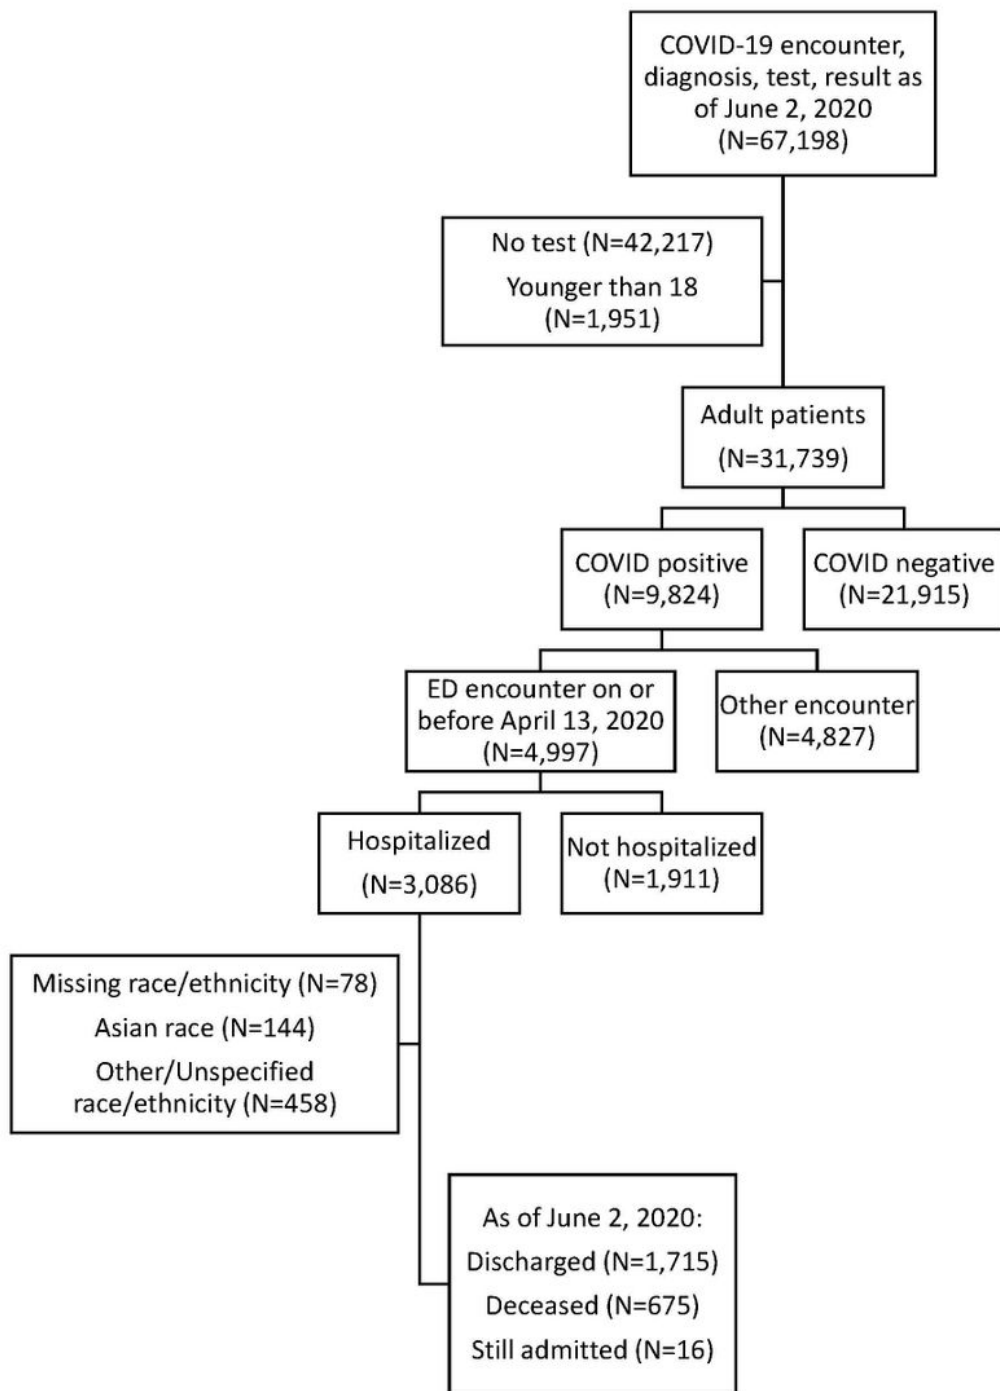 COVID-19 encounter,
diagnosis, test, result as
of June 2, 2020
(N=67,198)
No test (N=42,217)
Younger than 18
(N=1,951)
Adult patients
(N=31,739)
COVID positive
(N=9,824)
COVID negative
(N=21,915)
ED encounter on or
before April 13, 2020
(N=4,997)
Other encounter
(N=4,827)
Hospitalized
(N=3,086)
Not hospitalized
(N=1,911)
Missing race/ethnicity (N=78)
Asian race (N=144)
Other/Unspecified
race/ethnicity (N=458)
As of June 2, 2020:
Discharged (N=1,715)
Deceased (N=675)
Still admitted (N=16)